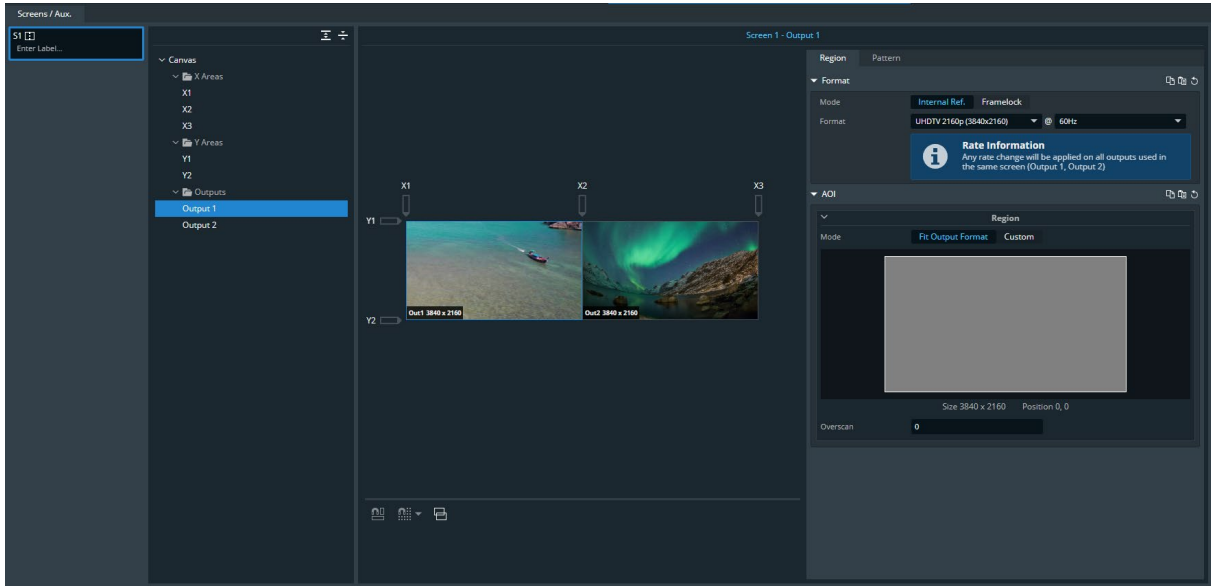 Screens / Aux.
S1
Enter Label...
Canvas
X Areas
X1
X2
X3
Y Areas
Y1
Y2
Outputs
Output 1
Output 2
Screen 1 - Output 1
X1
X2
X3
Y1
Y2
Out1 3840 x 2160
Out2 3840 x 2160
Region
Pattern
Format
Mode
Internal Ref.
Framelock
Format
UHDTV 2160p (3840x2160)
@
60Hz
Rate Information
Any rate change will be applied on all outputs used in
the same screen (Output 1, Output 2)
AOI
Region
Mode
Fit Output Format
Custom
Size 3840 x 2160
Position 0, 0
Overscan
0